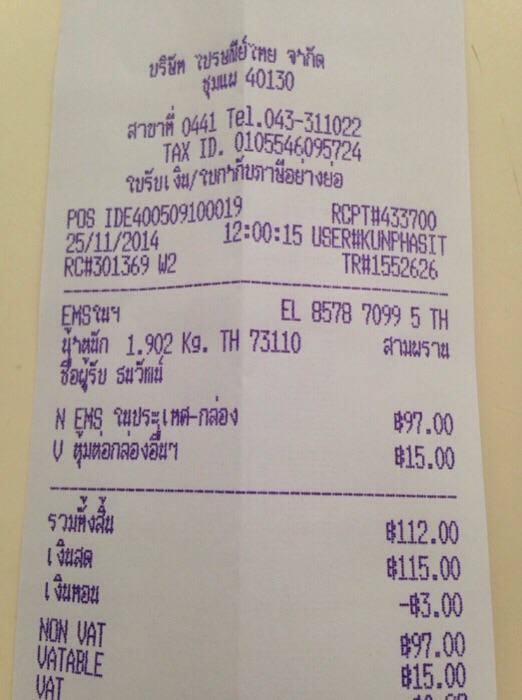 บริษัท ไปรษณีย์ไทย จำกัด
ชุมแพ 40130
สาขาที่ 0441 Tel.043-311022
TAX ID. 0105546095724
ใบรับเงิน/ใบกำกับภาษีอย่างย่อ
POS IDE400509100019 RCPT#433700
25/11/2014 12:00:15 USER#KUNPHASIT
RC#301369 W2 TR#1552626
EMSในฯ EL 8578 7099 5 TH
น้ำหนัก 1.902 Kg. TH 73110 สามพราน
ชื่อผู้รับ ธนวัฒน์
N EMS ในประเทศ-กล่อง ฿97.00
V หุ้มห่อกล่องอื่นๆ ฿15.00
รวมทั้งสิ้น ฿112.00
เงินสด ฿115.00
เงินทอน -฿3.00
NON VAT ฿97.00
VATABLE ฿15.00
VAT